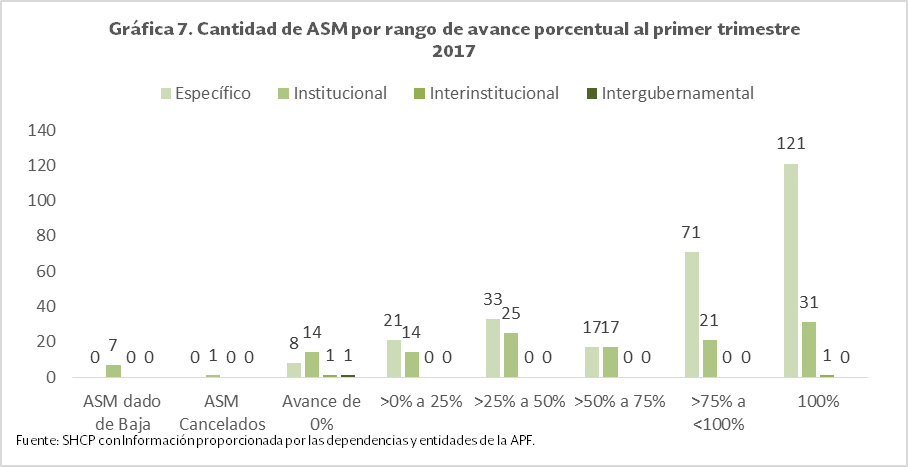 Gráfica 7. Cantidad de ASM por rango de avance porcentual al primer trimestre
2017
Específico Institucional Interinstitucional Intergubernamental
140
120
100
80
60
40
20
0
0 7 0 0
0 1 0 0
8 14 1 1
21 14 0 0
33 25 0 0
17 17 0 0
71 21 0 0
121 31 1 0
ASM dado de Baja
ASM Cancelados
Avance de 0%
>0% a 25%
>25% a 50%
>50% a 75%
>75% a <100%
100%
Fuente: SHCP con Información proporcionada por las dependencias y entidades de la APF.